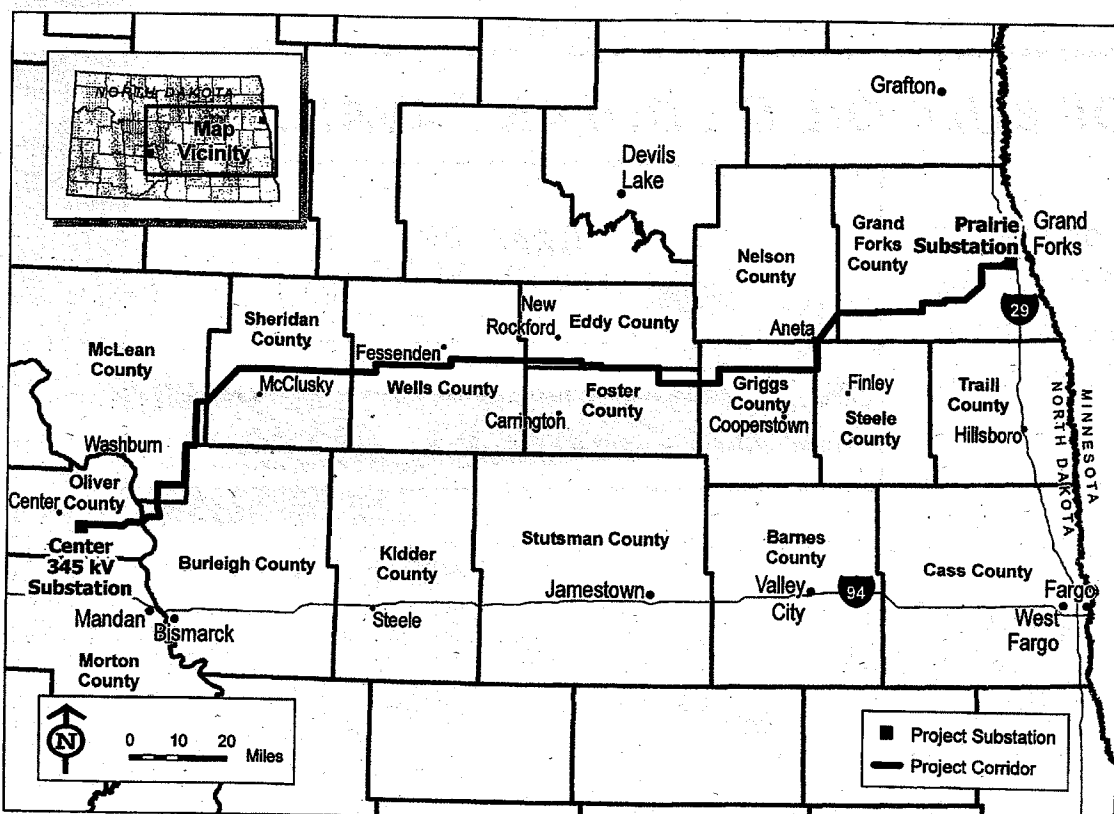 NORTH DAKOTA
Map
Vicinity
Grafton
Devils
Lake
Grand
Forks
County
Prairie
Substation
Grand
Forks
Nelson
County
29
New
Rockford
Eddy County
Aneta
Sheridan
County
McLean
County
Fessenden
McClusky
Wells County
Foster
County
Griggs
County
Cooperstown
Finley
Steele
County
Traill
County
Hillsboro
MINNESOTA
NORTH DAKOTA
Carrington
Washburn
Oliver
County
Center
Center
345 kV
Substation
Burleigh County
Kidder
County
Stutsman County
Barnes
County
Cass County
Jamestown
Valley
City
94
Fargo
West
Fargo
Mandan
Bismarck
Steele
Morton
County
N
0 10 20
Miles
Project Substation
Project Corridor